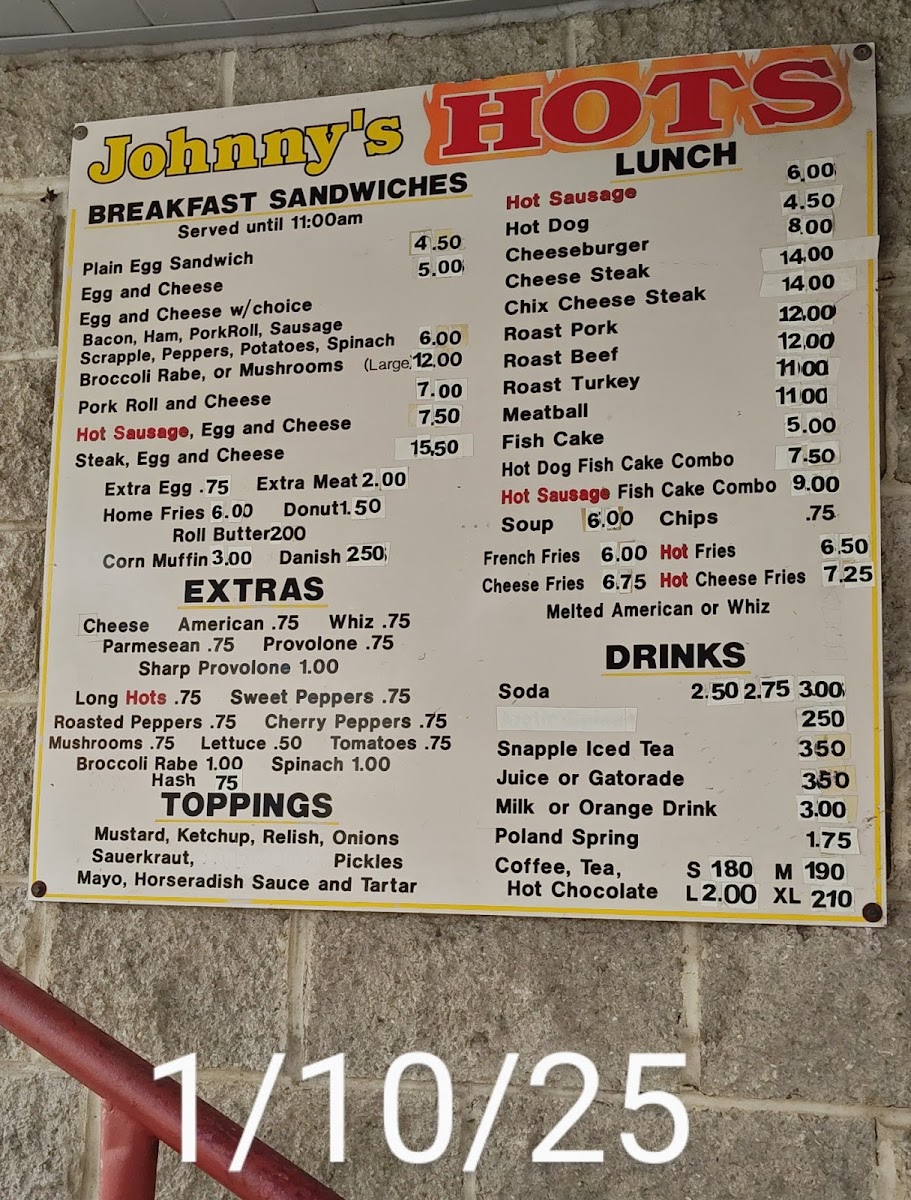 Johnny's HOTS
BREAKFAST SANDWICHES
Served until 11:00am
Plain Egg Sandwich 4.50
Egg and Cheese 5.00
Egg and Cheese w/choice
Bacon, Ham, PorkRoll, Sausage
Scrapple, Peppers, Potatoes, Spinach 6.00
Broccoli Rabe, or Mushrooms (Large) 12.00
Pork Roll and Cheese 7.00
Hot Sausage, Egg and Cheese 7.50
Steak, Egg and Cheese 15.50
Extra Egg .75 Extra Meat 2.00
Home Fries 6.00 Donut 1.50
Roll Butter 200
Corn Muffin 3.00 Danish 250
EXTRAS
Cheese American .75 Whiz .75
Parmesean .75 Provolone .75
Sharp Provolone 1.00
Long Hots .75 Sweet Peppers .75
Roasted Peppers .75 Cherry Peppers .75
Mushrooms .75 Lettuce .50 Tomatoes .75
Broccoli Rabe 1.00 Spinach 1.00
Hash 75
TOPPINGS
Mustard, Ketchup, Relish, Onions
Sauerkraut, Pickles
Mayo, Horseradish Sauce and Tartar
LUNCH
Hot Sausage 6.00
Hot Dog 4.50
Cheeseburger 8.00
Cheese Steak 14.00
Chix Cheese Steak 14.00
Roast Pork 12.00
Roast Beef 12.00
Roast Turkey 11.00
Meatball 11.00
Fish Cake 5.00
Hot Dog Fish Cake Combo 7.50
Hot Sausage Fish Cake Combo 9.00
Soup 6.00 Chips .75
French Fries 6.00 Hot Fries 6.50
Cheese Fries 6.75 Hot Cheese Fries 7.25
Melted American or Whiz
DRINKS
Soda 2.50 2.75 3.00
250
Snapple Iced Tea 350
Juice or Gatorade 3.50
Milk or Orange Drink 3.00
Poland Spring 1.75
Coffee, Tea, S 180 M 190
Hot Chocolate L 2.00 XL 210
1/10/25